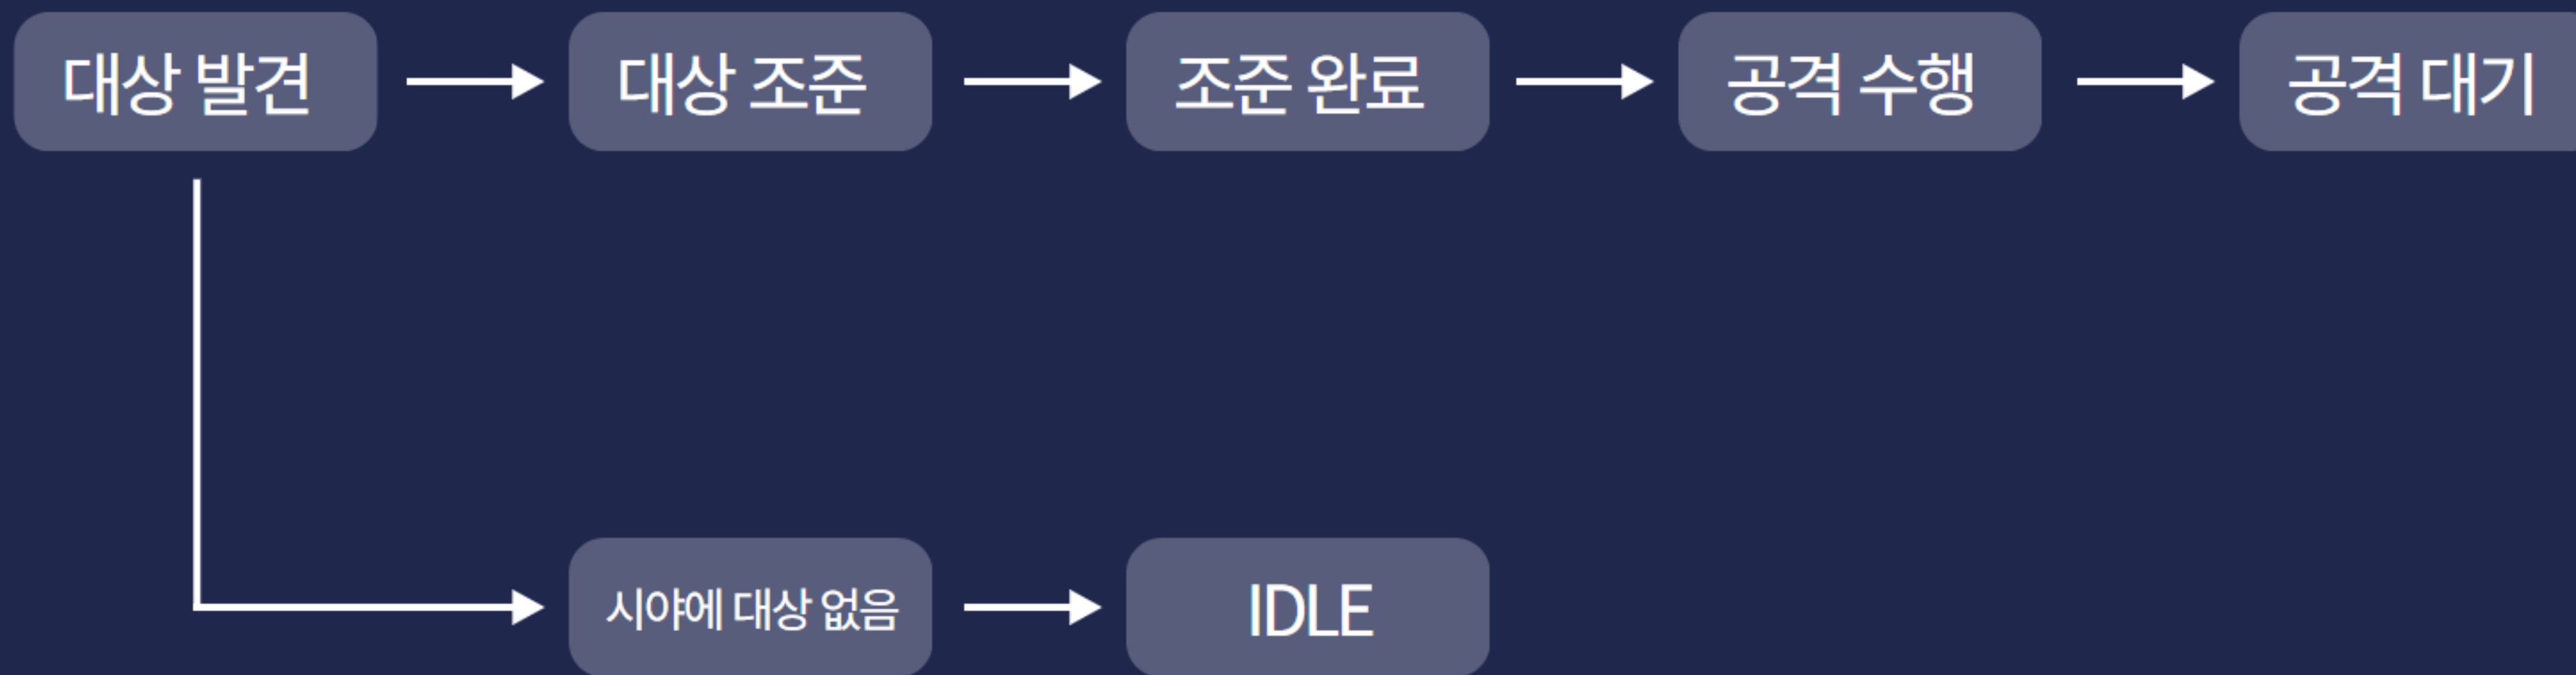 대상 발견
대상 조준
조준 완료
공격 수행
공격 대기
시야에 대상 없음
IDLE